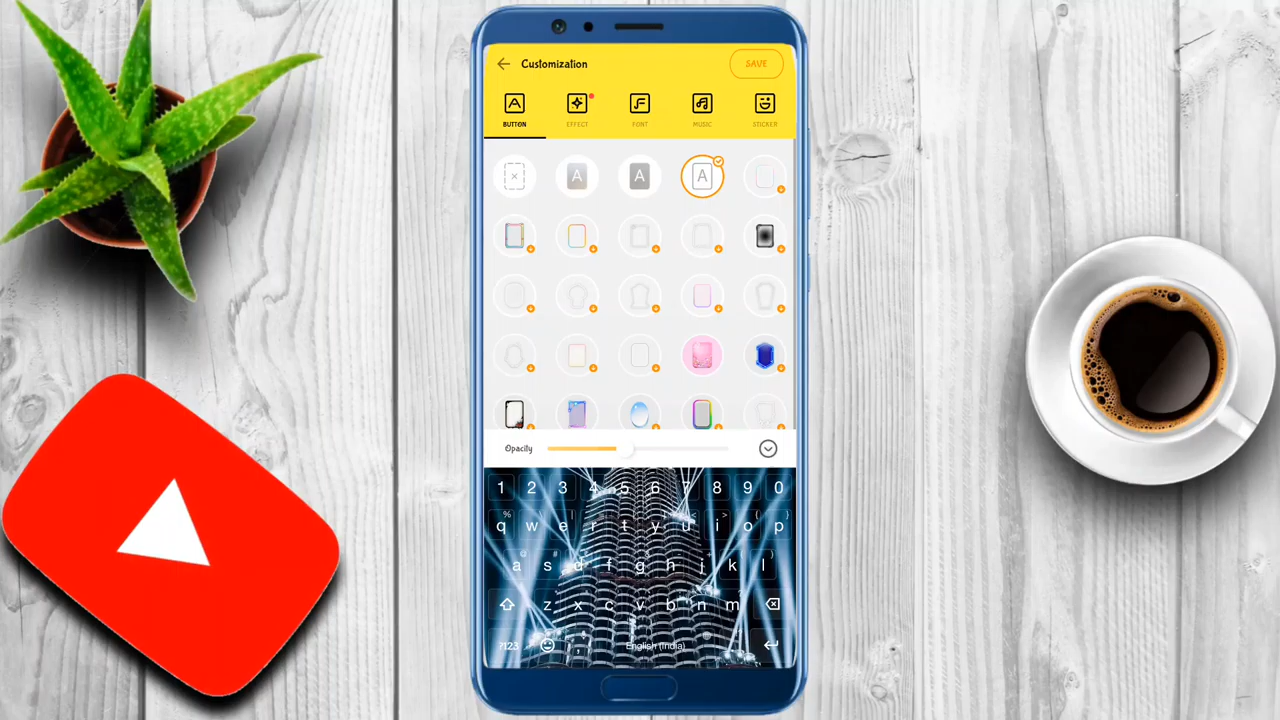 Customization
SAVE
BUTTON
EFFECT
FONT
MUSIC
STICKER
A A A
Opacity
1 2 3 4 5 6 7 8 9 0
q w e r t y u i o p
a s d f g h j k l
z x c v b n m
?123 , English (India)